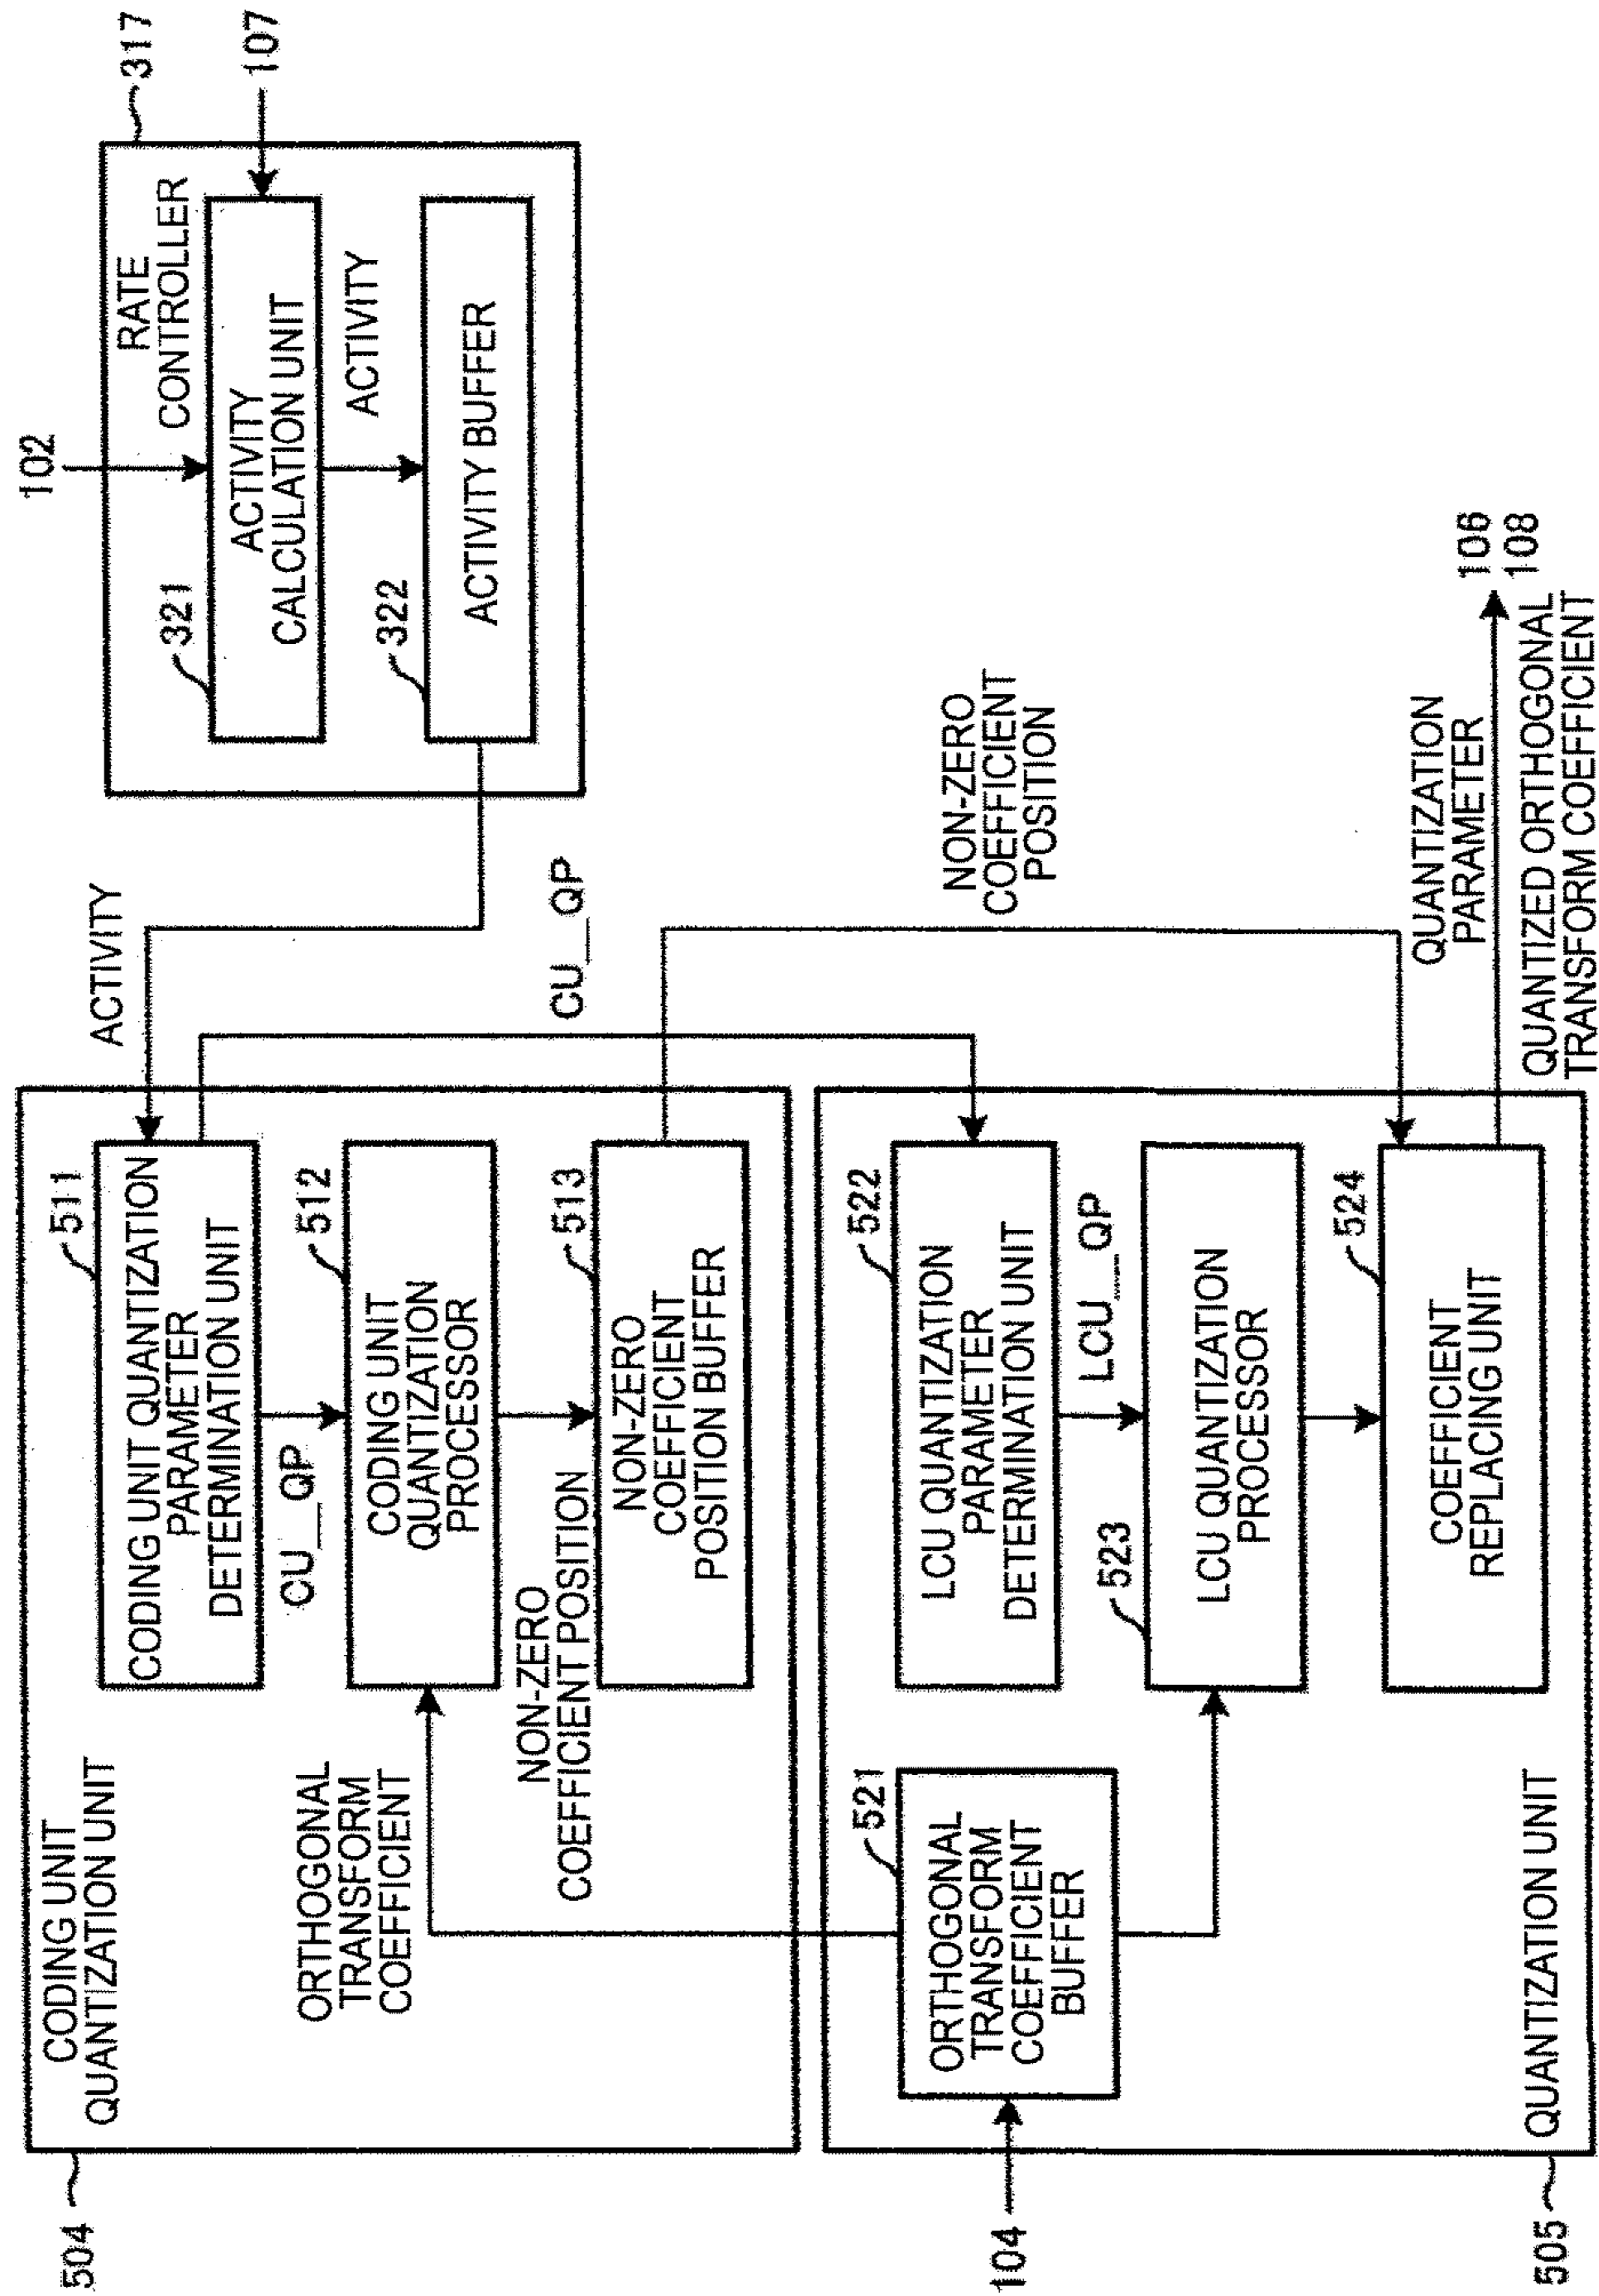 504
CODING UNIT
QUANTIZATION UNIT
511
CODING UNIT QUANTIZATION
PARAMETER
DETERMINATION UNIT
CU_QP
ORTHOGONAL
TRANSFORM
COEFFICIENT
512
CODING UNIT
QUANTIZATION
PROCESSOR
NON-ZERO
COEFFICIENT POSITION
513
NON-ZERO
COEFFICIENT
POSITION BUFFER
ACTIVITY
CU_QP
102
317
RATE
CONTROLLER
107
321
ACTIVITY
CALCULATION UNIT
ACTIVITY
322
ACTIVITY BUFFER
505
QUANTIZATION UNIT
104
521
ORTHOGONAL
TRANSFORM
COEFFICIENT
BUFFER
522
LCU QUANTIZATION
PARAMETER
DETERMINATION UNIT
LCU_QP
523
LCU QUANTIZATION
PROCESSOR
524
COEFFICIENT
REPLACING UNIT
NON-ZERO
COEFFICIENT
POSITION
QUANTIZATION
PARAMETER
106
108
QUANTIZED ORTHOGONAL
TRANSFORM COEFFICIENT